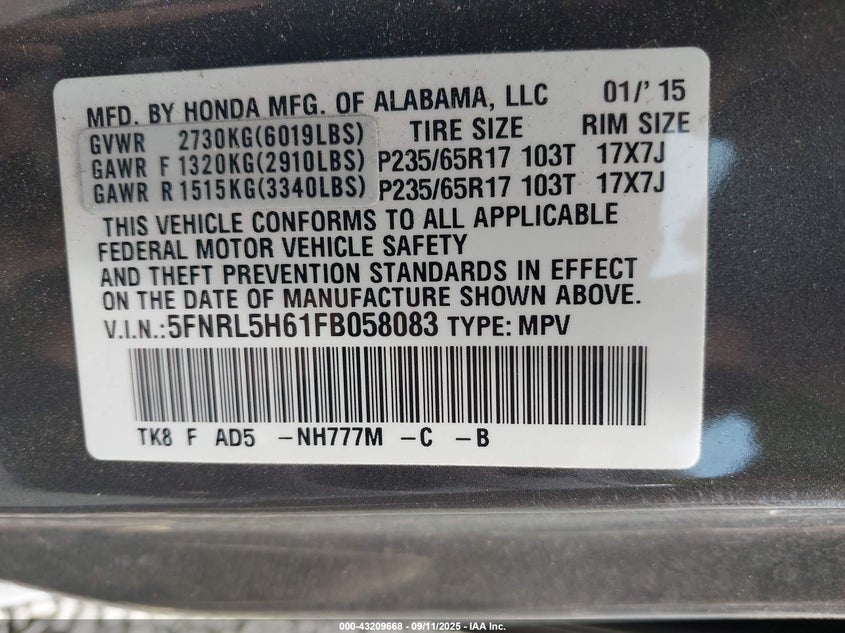 MFD. BY HONDA MFG. OF ALABAMA, LLC 01/'15
GVWR 2730KG(6019LBS) TIRE SIZE RIM SIZE
GAWR F 1320KG(2910LBS) P235/65R17 103T 17X7J
GAWR R 1515KG(3340LBS) P235/65R17 103T 17X7J
THIS VEHICLE CONFORMS TO ALL APPLICABLE
FEDERAL MOTOR VEHICLE SAFETY
AND THEFT PREVENTION STANDARDS IN EFFECT
ON THE DATE OF MANUFACTURE SHOWN ABOVE.
V.I.N.:5FNRL5H61FB058083 TYPE: MPV
TK8 F AD5 -NH777M -C -B
000-43209668 - 09/11/2025 - IAA Inc.